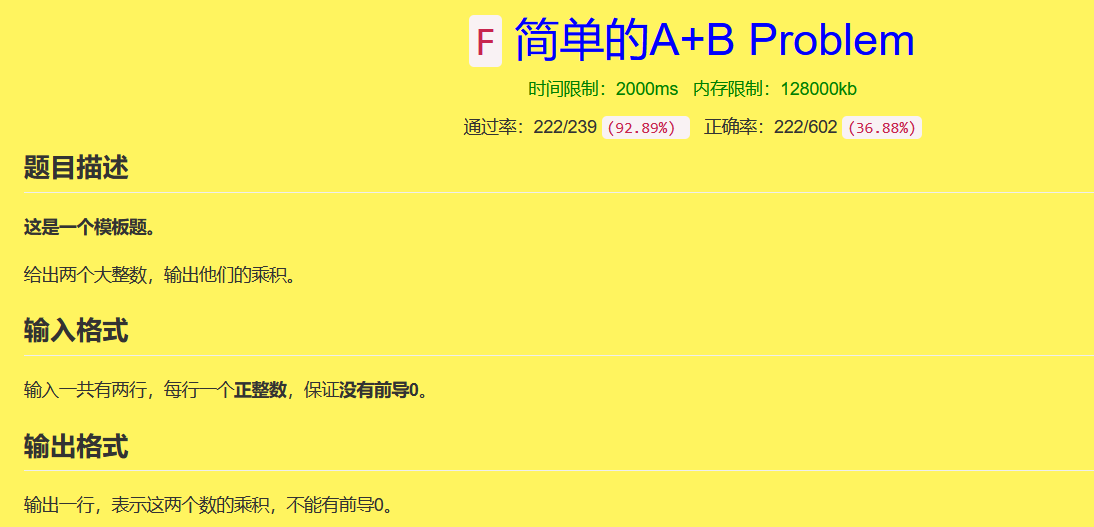 F 简单的A+B Problem
时间限制：2000ms 内存限制：128000kb
通过率：222/239 (92.89%) 正确率：222/602 (36.88%)
题目描述
这是一个模板题。
给出两个大整数，输出他们的乘积。
输入格式
输入一共有两行，每行一个正整数，保证没有前导0。
输出格式
输出一行，表示这两个数的乘积，不能有前导0。